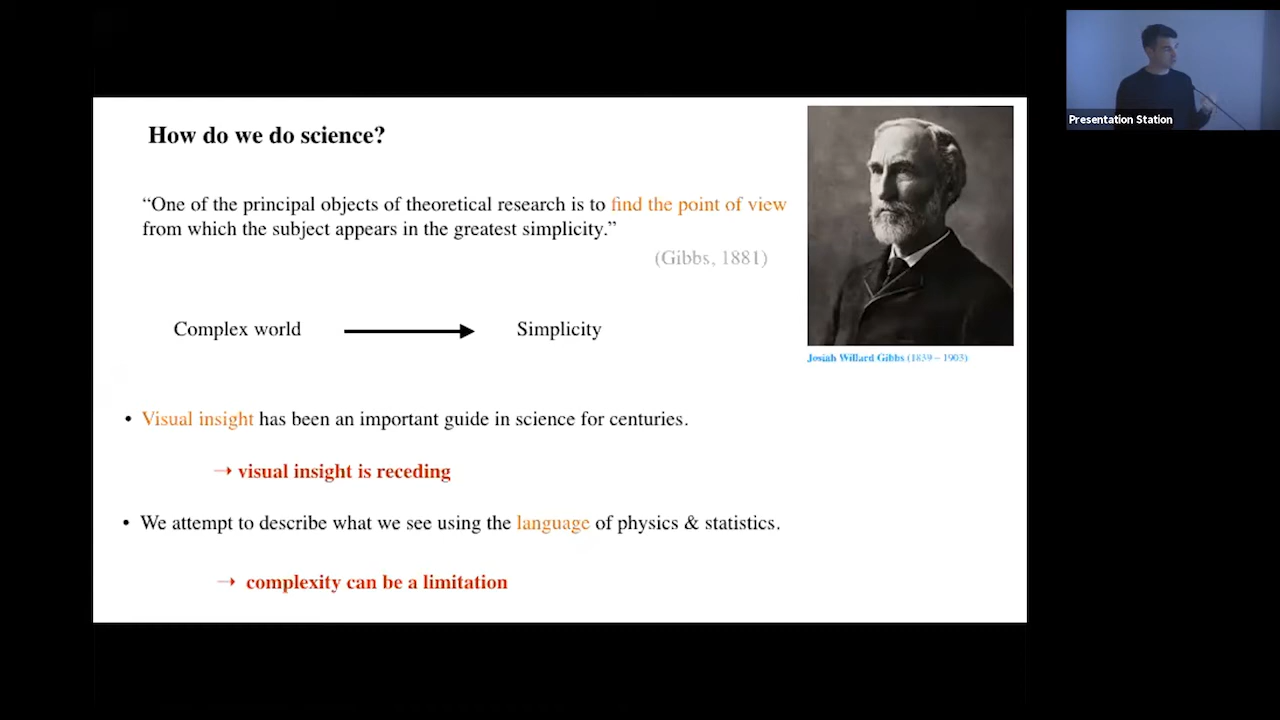 How do we do science?
“One of the principal objects of theoretical research is to find the point of view
from which the subject appears in the greatest simplicity.”
(Gibbs, 1881)
Complex world → Simplicity
Josiah Willard Gibbs (1839 – 1903)
• Visual insight has been an important guide in science for centuries.
→ visual insight is receding
• We attempt to describe what we see using the language of physics & statistics.
→ complexity can be a limitation
Presentation Station